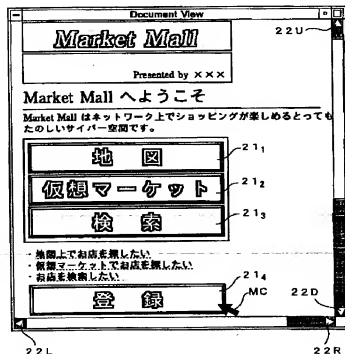 Document View
22U
Market Mall
Presented by ×××
Market Mall へようこそ
Market Mall はネットワーク上でショッピングが楽しめるとっても
たのしいサイバー空間です。
地図
21₁
仮想マーケット
21₂
検索
21₃
・地図上でお店を探したい
・仮想マーケットでお店を探したい
・お店を検索したい
21₄
登録
MC
22D
22L
22R